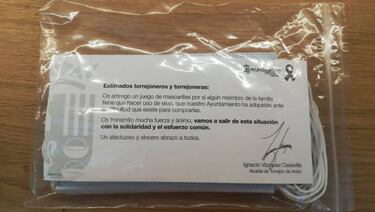 AYUNTAMIENTO
Estimados torrejoneros y torrejoneras:
Os entrego un juego de mascarillas por si algún miembro de la familia
tiene que hacer uso de ellas, que nuestro Ayuntamiento ha adquirido ante
la dificultad que existe para comprarlas.
Os transmito mucha fuerza y ánimo, vamos a salir de esta situación
con la solidaridad y el esfuerzo común.
Un afectuoso y sincero abrazo a todos.
Ignacio Vázquez Casavilla
Alcalde de Torrejón de Ardoz